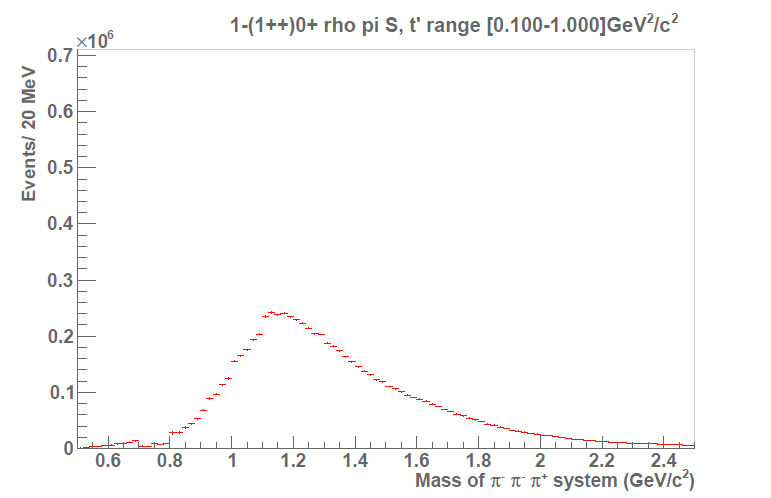 1-(1++)0+ rho pi S, t' range [0.100-1.000]GeV²/c²
×10⁶
Events/ 20 MeV
0.7
0.6
0.5
0.4
0.3
0.2
0.1
0
0.6 0.8 1 1.2 1.4 1.6 1.8 2 2.2 2.4
Mass of π⁻ π⁻ π⁺ system (GeV/c²)